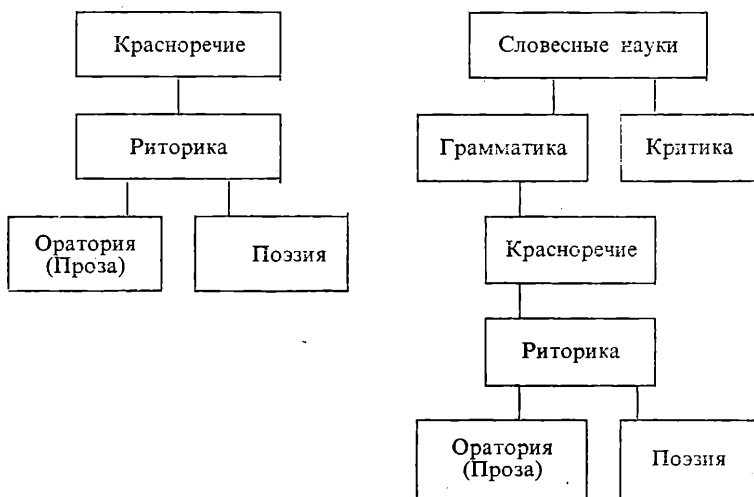 Красноречие
Риторика
Оратория
(Проза)
Поэзия
Словесные науки
Грамматика
Критика
Красноречие
Риторика
Оратория
(Проза)
Поэзия